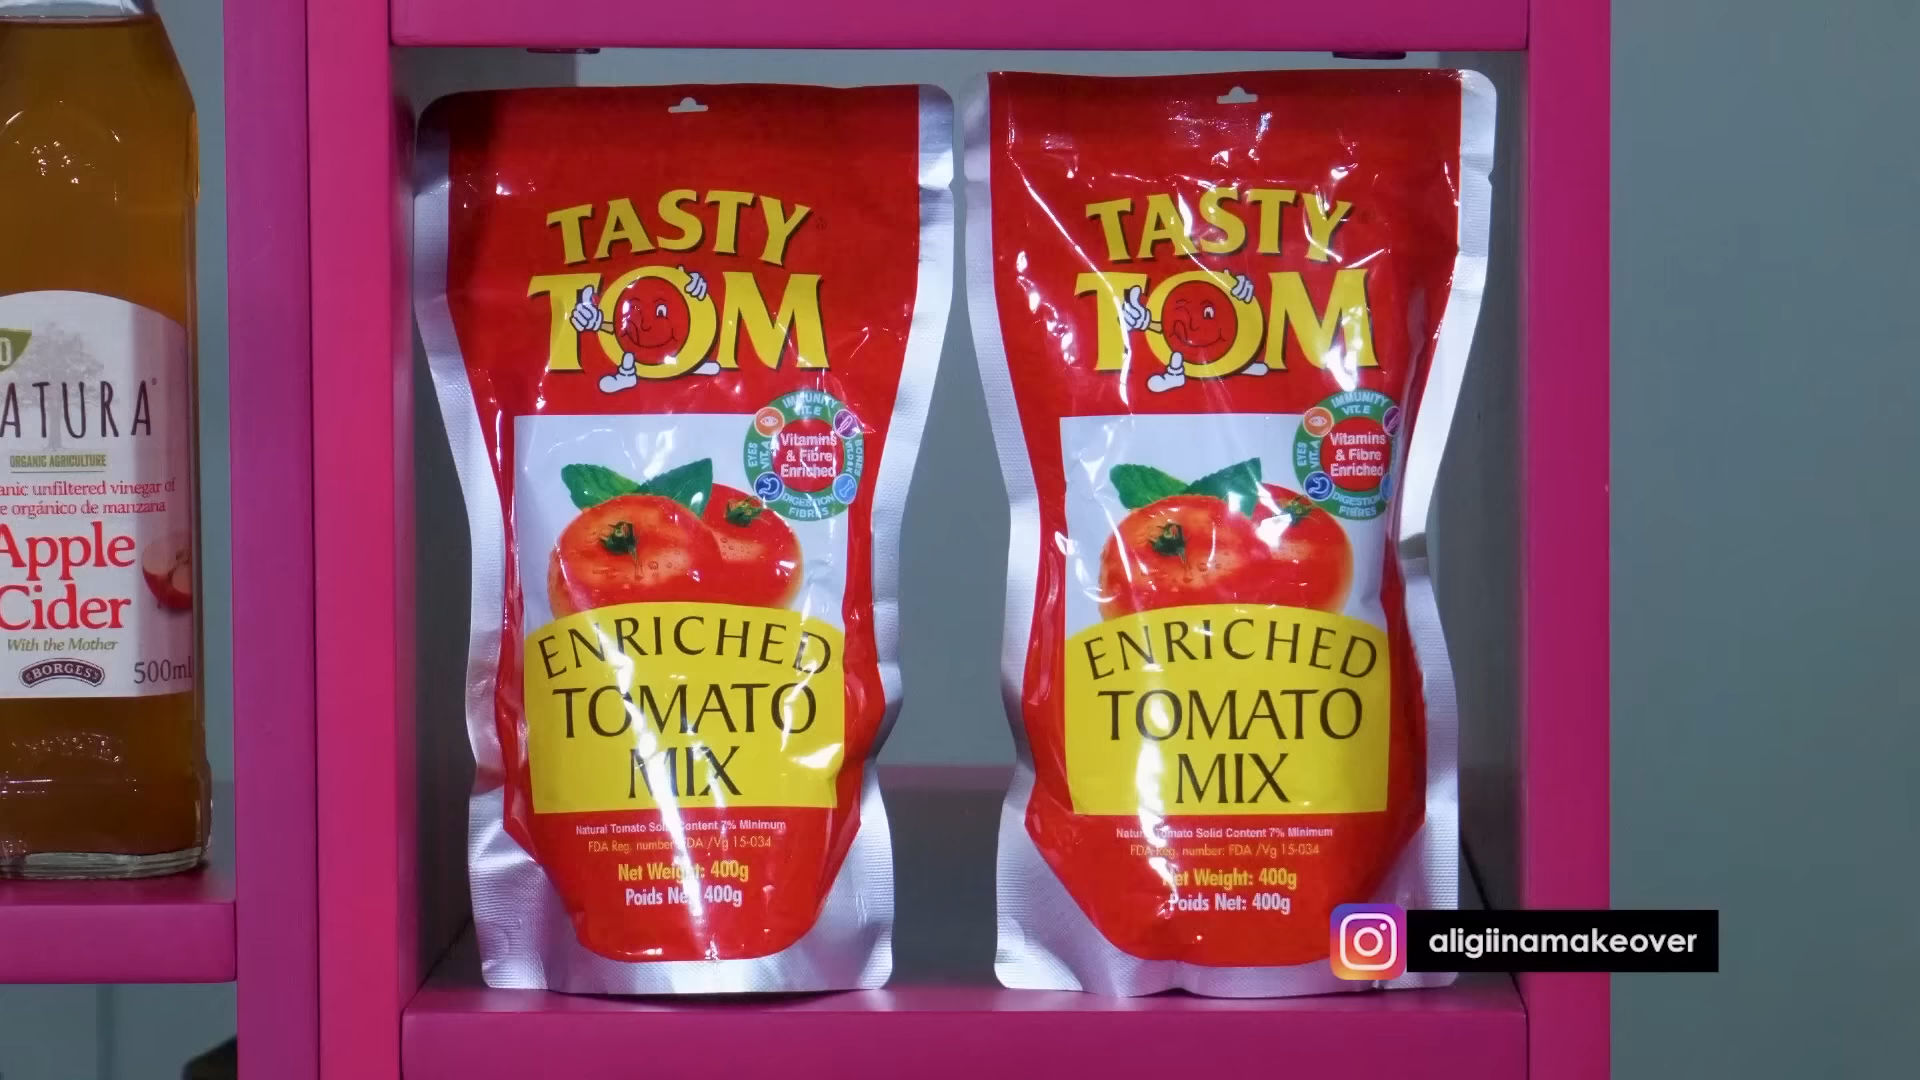 ATURA
ORGANIC AGRICULTURE
anic unfiltered vinegar of
e orgánico de manzana
Apple
Cider
With the Mother
BORGES
500ml
TASTY
TOM
IMMUNITY
VIT. E
EYES
VIT.A
Vitamins
& Fibre
Enriched
BONES
DIGESTION
FIBRES
ENRICHED
TOMATO
MIX
Natural Tomato Solid Content 7% Minimum
FDA Reg. number: FDA /Vg 15-034
Net Weight: 400g
Poids Net: 400g
TASTY
TOM
IMMUNITY
VIT. E
EYES
VIT.A
Vitamins
& Fibre
Enriched
DIGESTION
FIBRES
ENRICHED
TOMATO
MIX
Natural Tomato Solid Content 7% Minimum
FDA Reg. number: FDA /Vg 15-034
Net Weight: 400g
Poids Net: 400g
aligiinamakeover